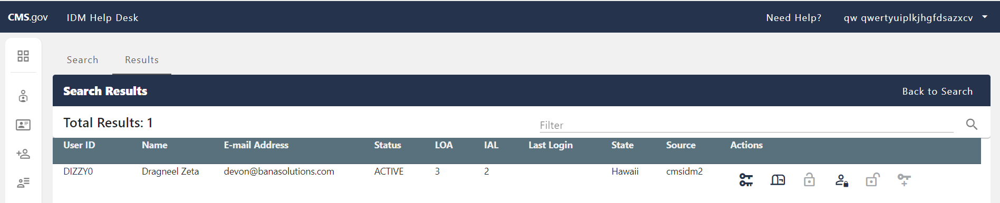 CMS.gov IDM Help Desk Need Help? qw qwertyuiplkjhgfdsazxcv
Search Results
Search Results Back to Search
Total Results: 1 Filter
User ID Name E-mail Address Status LOA IAL Last Login State Source Actions
DIZZY0 Dragneel Zeta devon@banasolutions.com ACTIVE 3 2 Hawaii cmsidm2